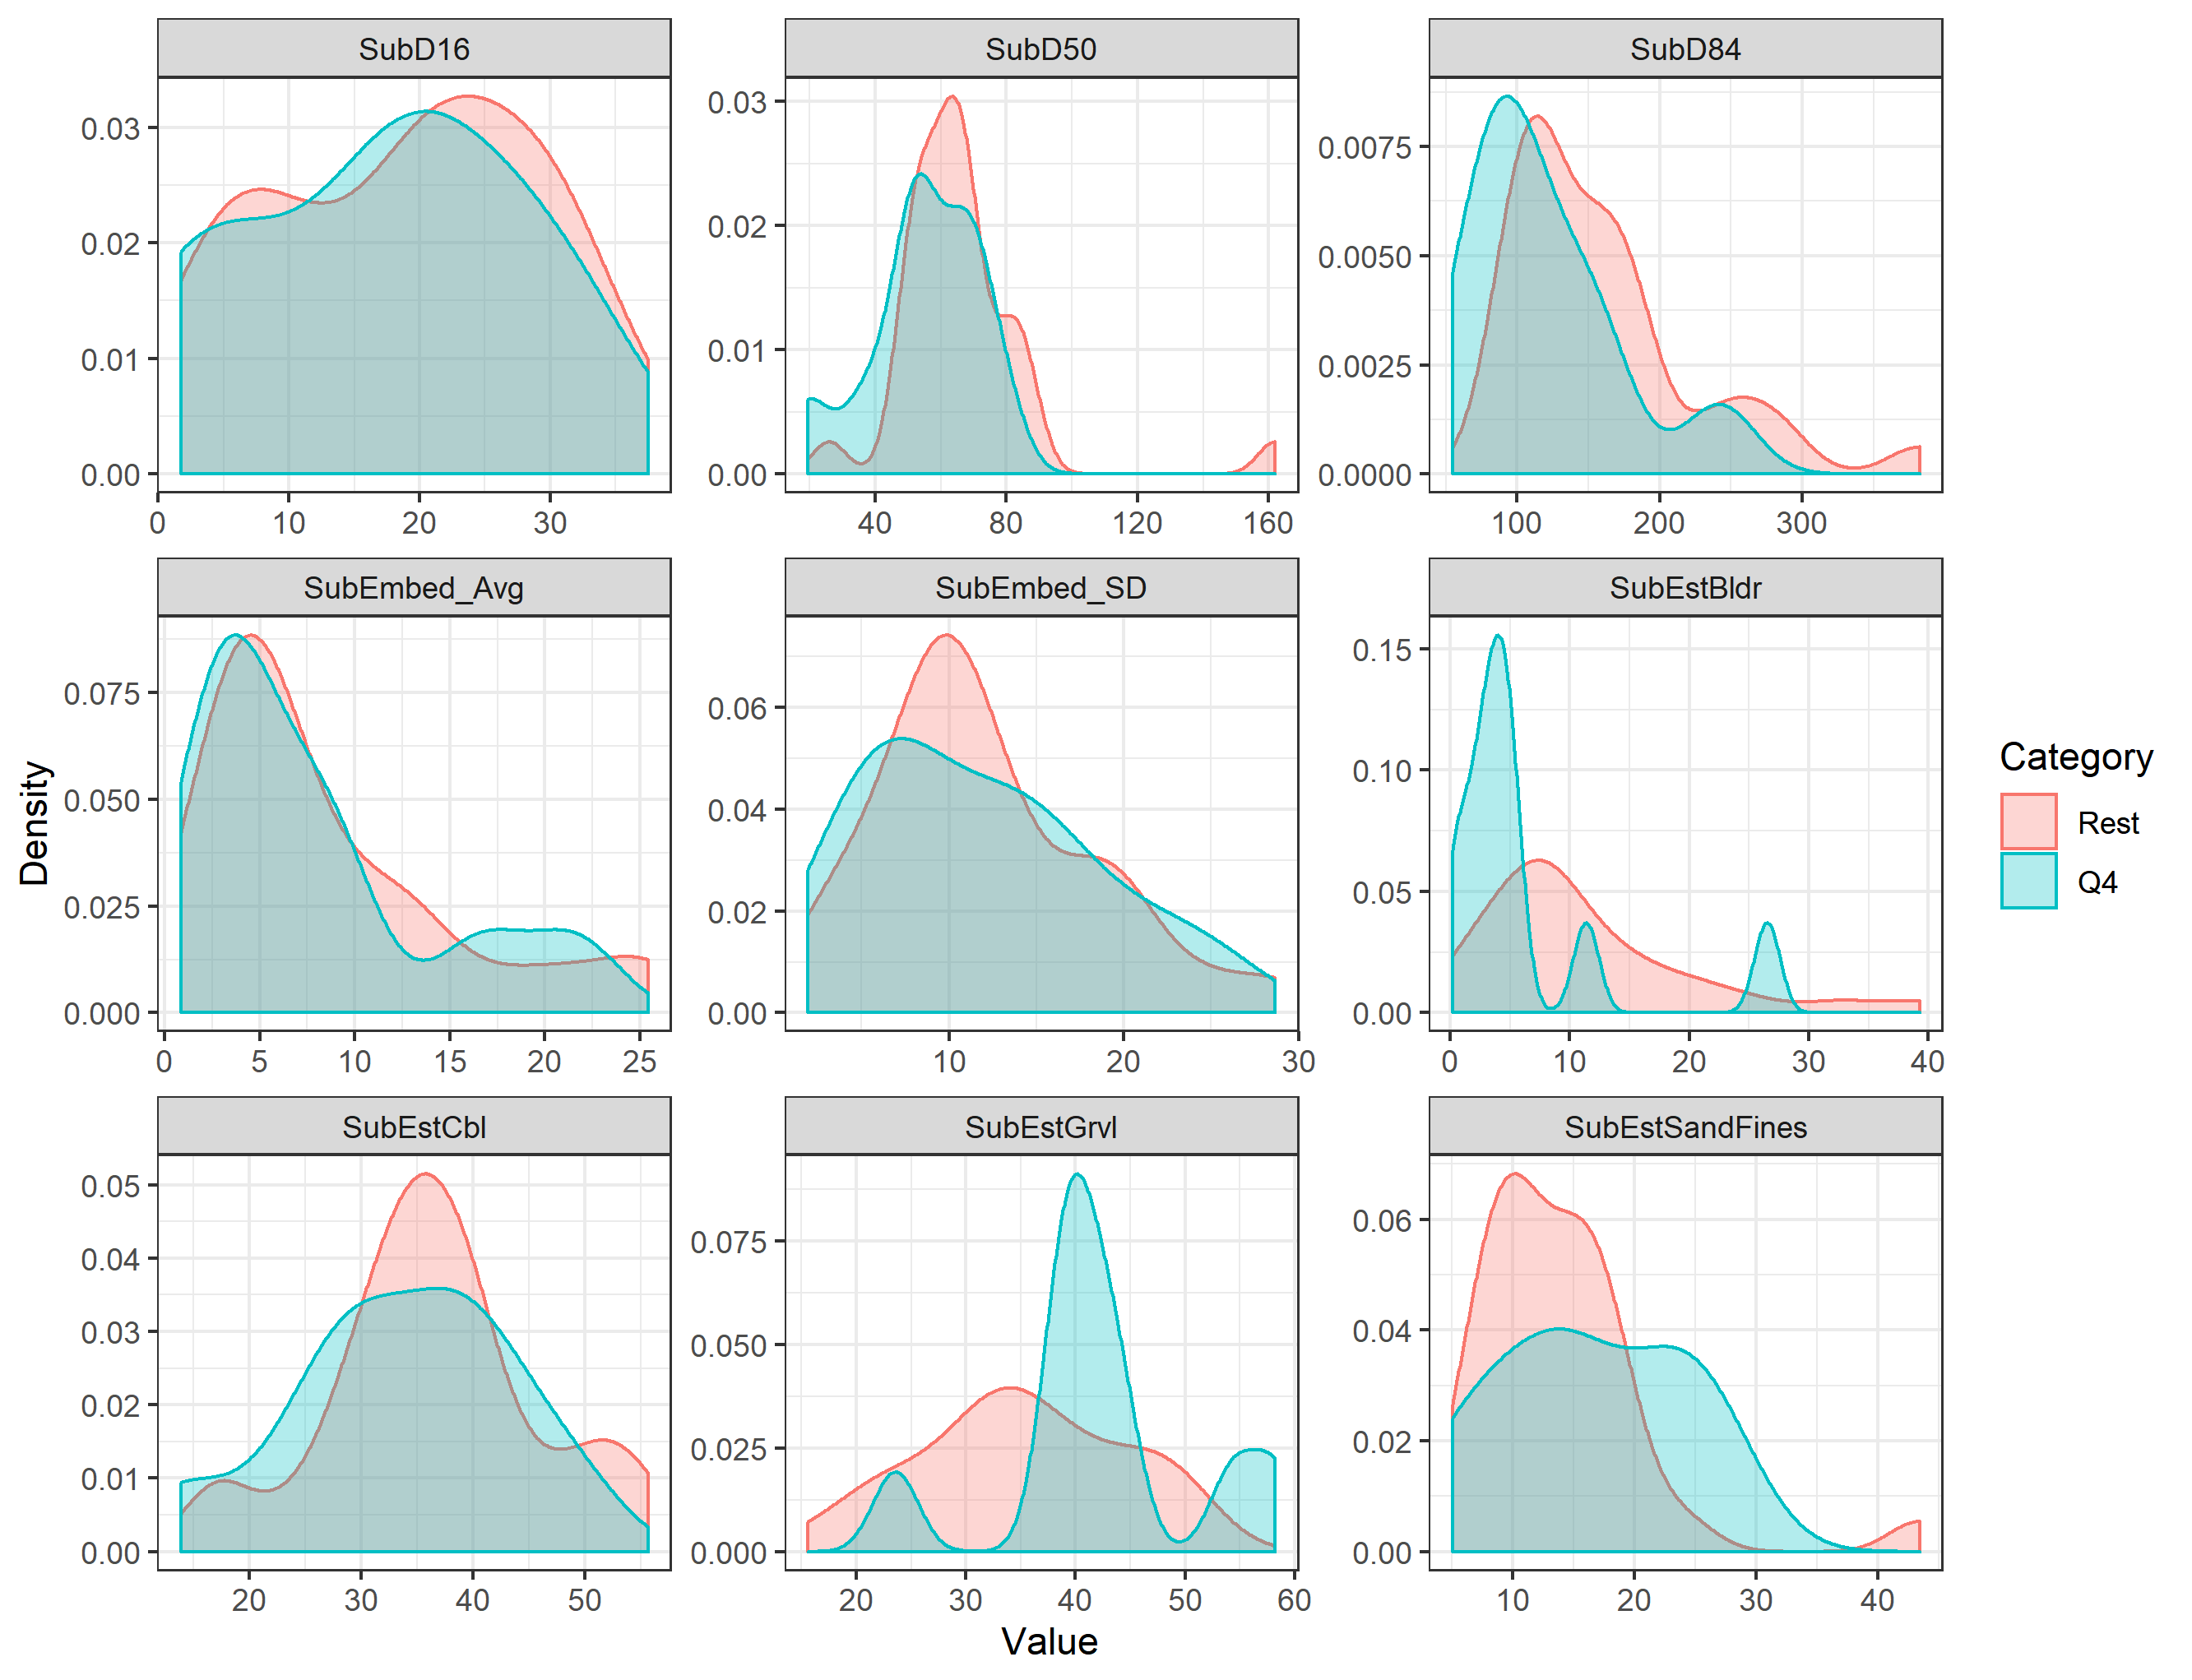 SubD16 SubD50 SubD84
0.03 0.03 0.0075
0.02 0.02 0.0050
0.01 0.01 0.0025
0.00 0.00 0.0000
0 10 20 30 40 80 120 160 100 200 300
SubEmbed_Avg SubEmbed_SD SubEstBldr
0.075 0.06 0.15
0.050 0.04 0.10
0.025 0.02 0.05
0.000 0.00 0.00
0 5 10 15 20 25 10 20 30 0 10 20 30 40
SubEstCbl SubEstGrvl SubEstSandFines
0.05 0.075 0.06
0.04 0.050 0.04
0.03 0.025 0.02
0.02 0.000 0.00
0.01
0.00
20 30 40 50 20 30 40 50 60 10 20 30 40
Density
Value
Category
Rest
Q4